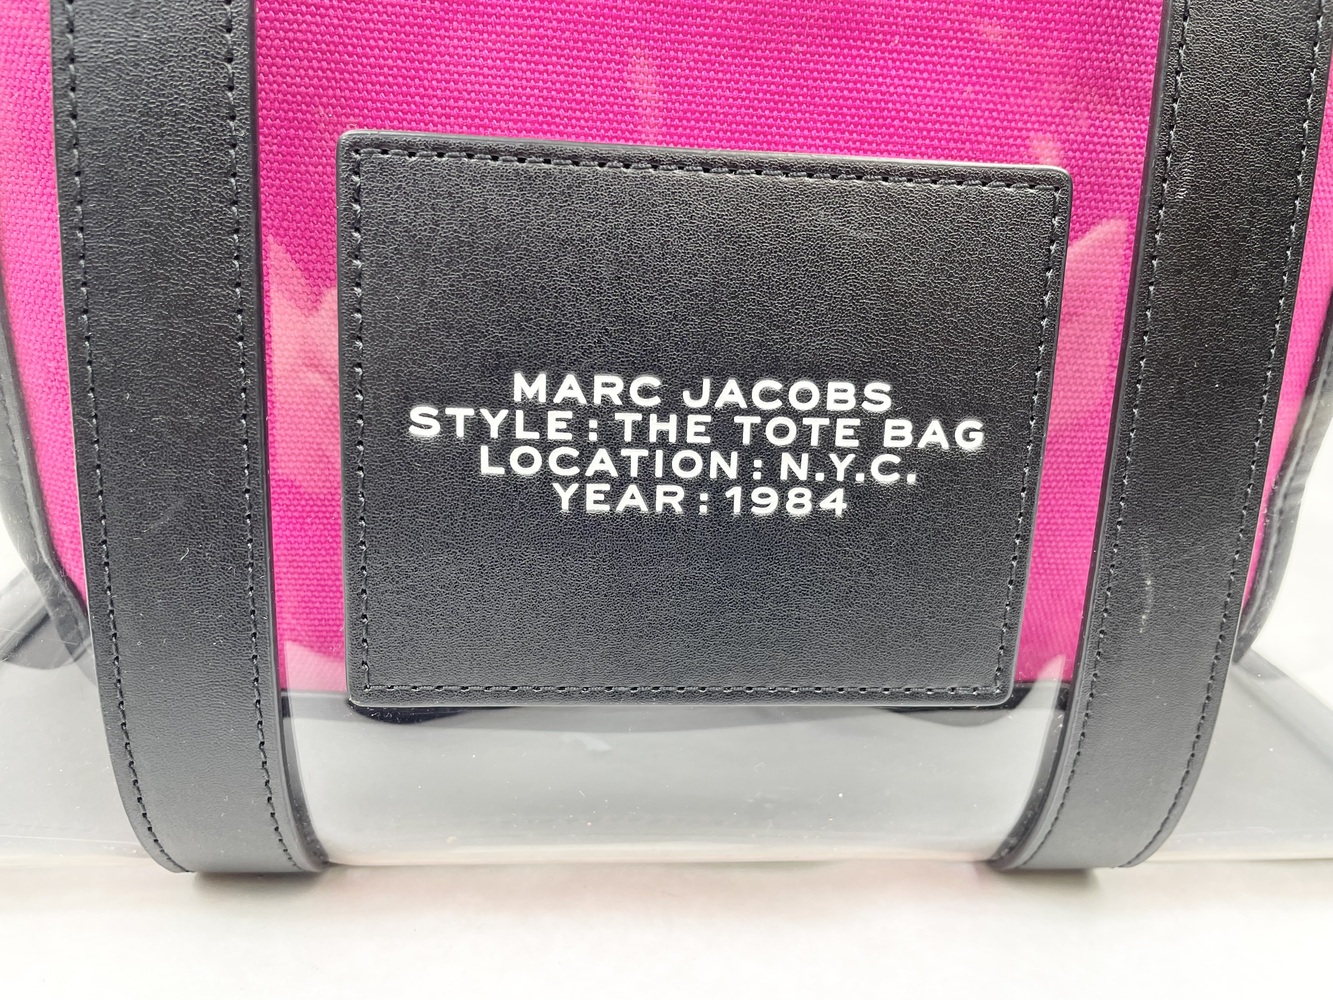 MARC JACOBS
STYLE : THE TOTE BAG
LOCATION : N.Y.C.
YEAR : 1984